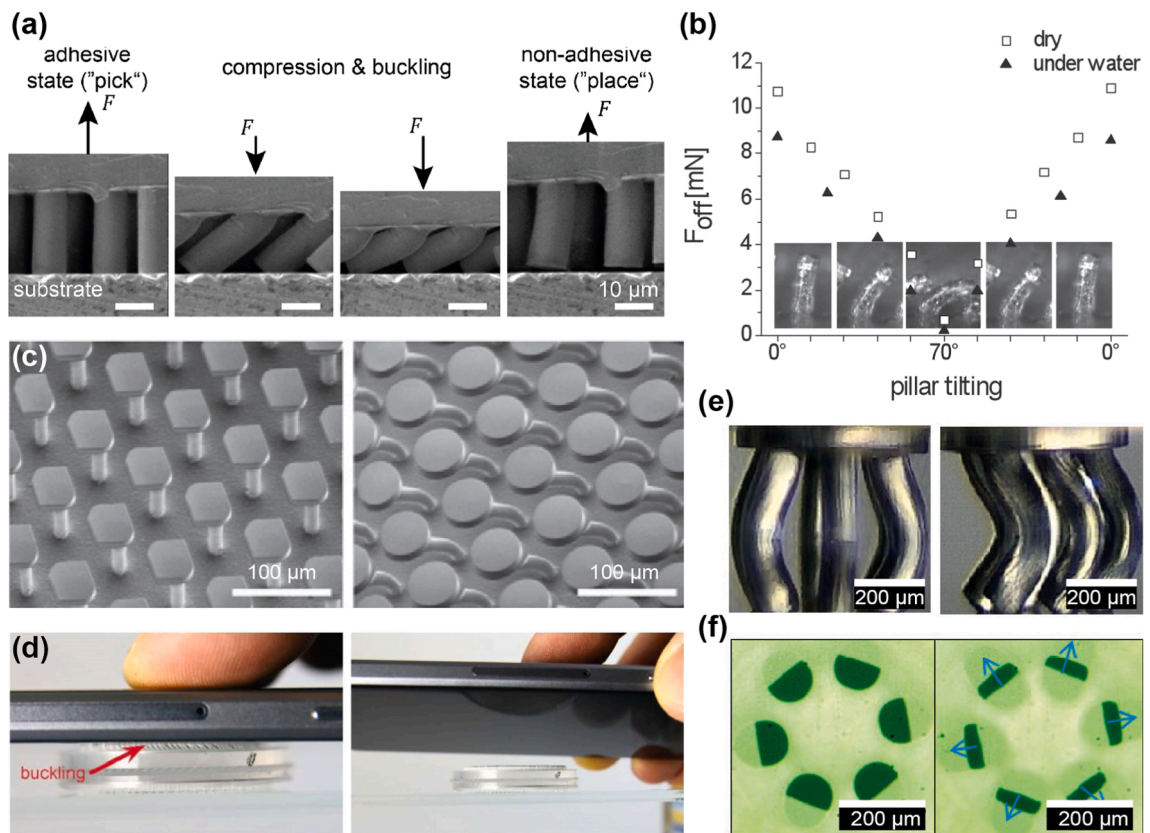 (a)
adhesive
state ("pick“)
F
compression & buckling
F
F
non-adhesive
state ("place“)
F
substrate
10 µm
(b)
dry
under water
12
10
8
6
4
2
0
Foff [mN]
0°
70°
0°
pillar tilting
(c)
100 µm
100 µm
(d)
buckling
(e)
200 µm
200 µm
(f)
200 µm
200 µm